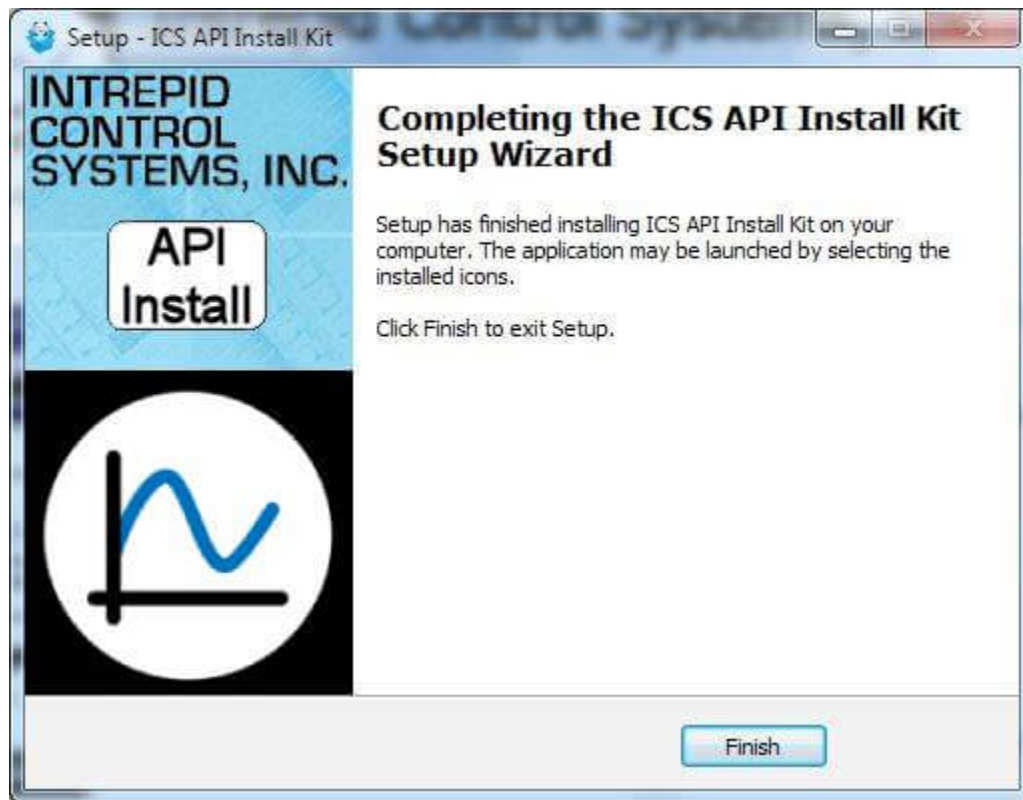 Setup - ICS API Install Kit
INTREPID
CONTROL
SYSTEMS, INC.
API
Install
Completing the ICS API Install Kit
Setup Wizard
Setup has finished installing ICS API Install Kit on your
computer. The application may be launched by selecting the
installed icons.
Click Finish to exit Setup.
Finish